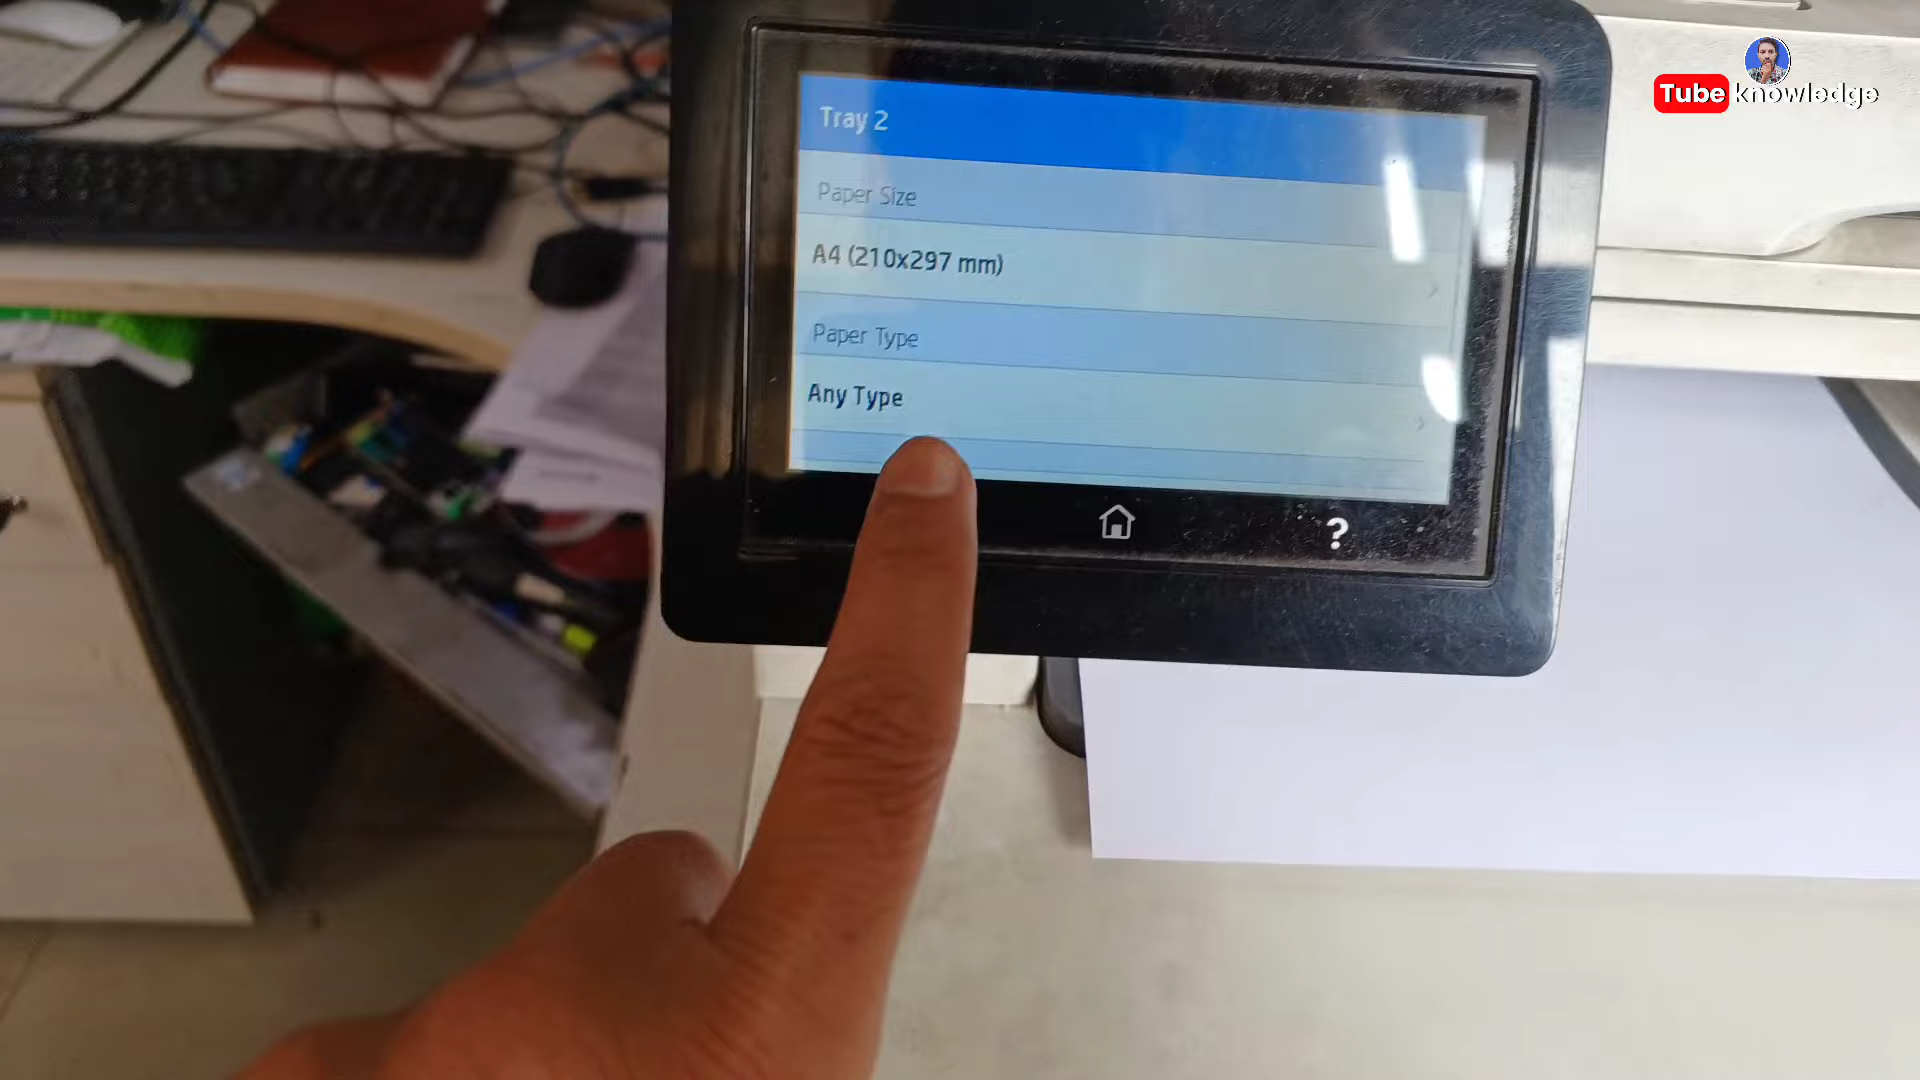 Tube knowledge
Tray 2
Paper Size
A4 (210x297 mm)
Paper Type
Any Type
?